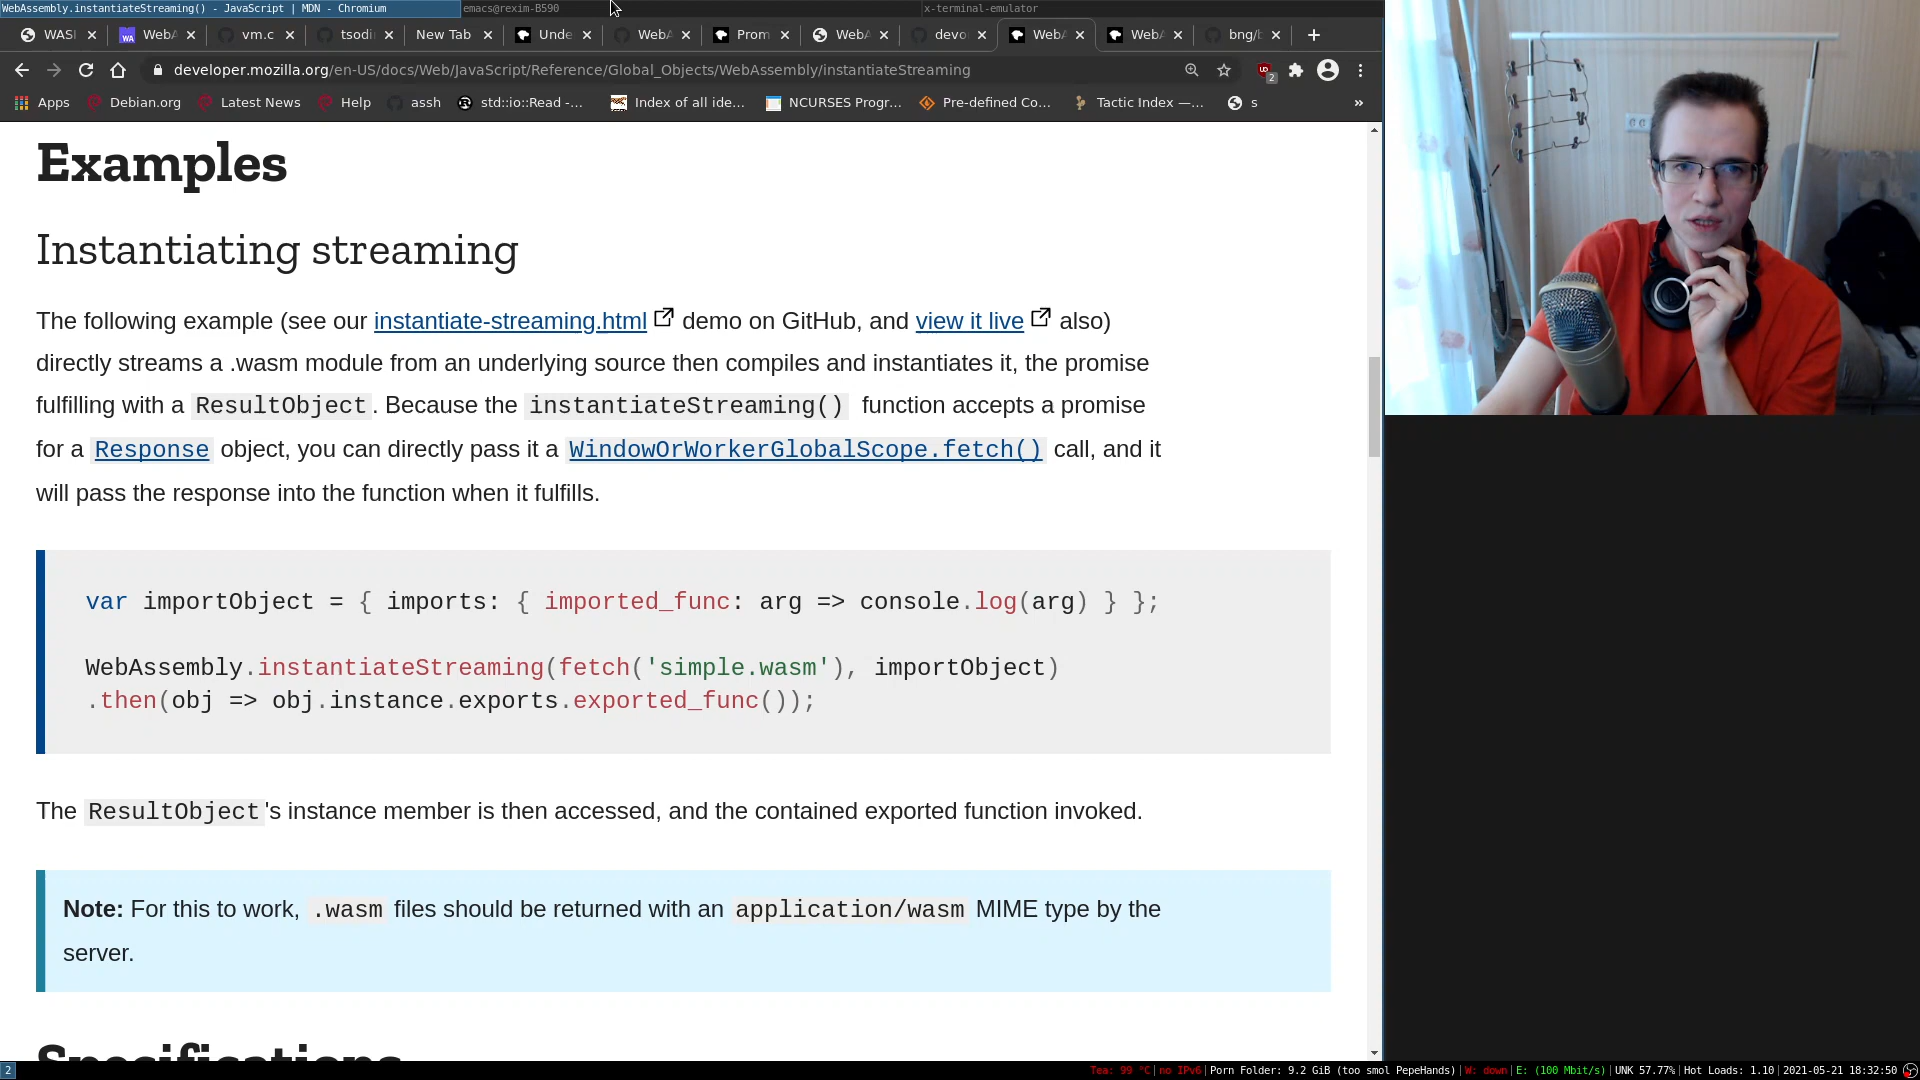 WebAssembly.instantiateStreaming() - JavaScript | MDN - Chromium
emacs@rexim-B590
x-terminal-emulator
WASI
WebA
vm.c
tsodi
New Tab
Unde
WebA
Prom
WebA
devo
WebA
WebA
bng/b
developer.mozilla.org/en-US/docs/Web/JavaScript/Reference/Global_Objects/WebAssembly/instantiateStreaming
2
Apps
Debian.org
Latest News
Help
assh
std::io::Read -...
Index of all ide...
NCURSES Progr...
Pre-defined Co...
Tactic Index —...
s
»
Examples
Instantiating streaming
The following example (see our instantiate-streaming.html demo on GitHub, and view it live also)
directly streams a .wasm module from an underlying source then compiles and instantiates it, the promise
fulfilling with a ResultObject. Because the instantiateStreaming() function accepts a promise
for a Response object, you can directly pass it a WindowOrWorkerGlobalScope.fetch() call, and it
will pass the response into the function when it fulfills.
var importObject = { imports: { imported_func: arg => console.log(arg) } };
WebAssembly.instantiateStreaming(fetch('simple.wasm'), importObject)
.then(obj => obj.instance.exports.exported_func());
The ResultObject's instance member is then accessed, and the contained exported function invoked.
Note: For this to work, .wasm files should be returned with an application/wasm MIME type by the
server.
Specifications
2
Tea: 99 °C|no IPv6|Porn Folder: 9.2 GiB (too smol PepeHands)|W: down|E: (100 Mbit/s)|UNK 57.77%|Hot Loads: 1.10|2021-05-21 18:32:50